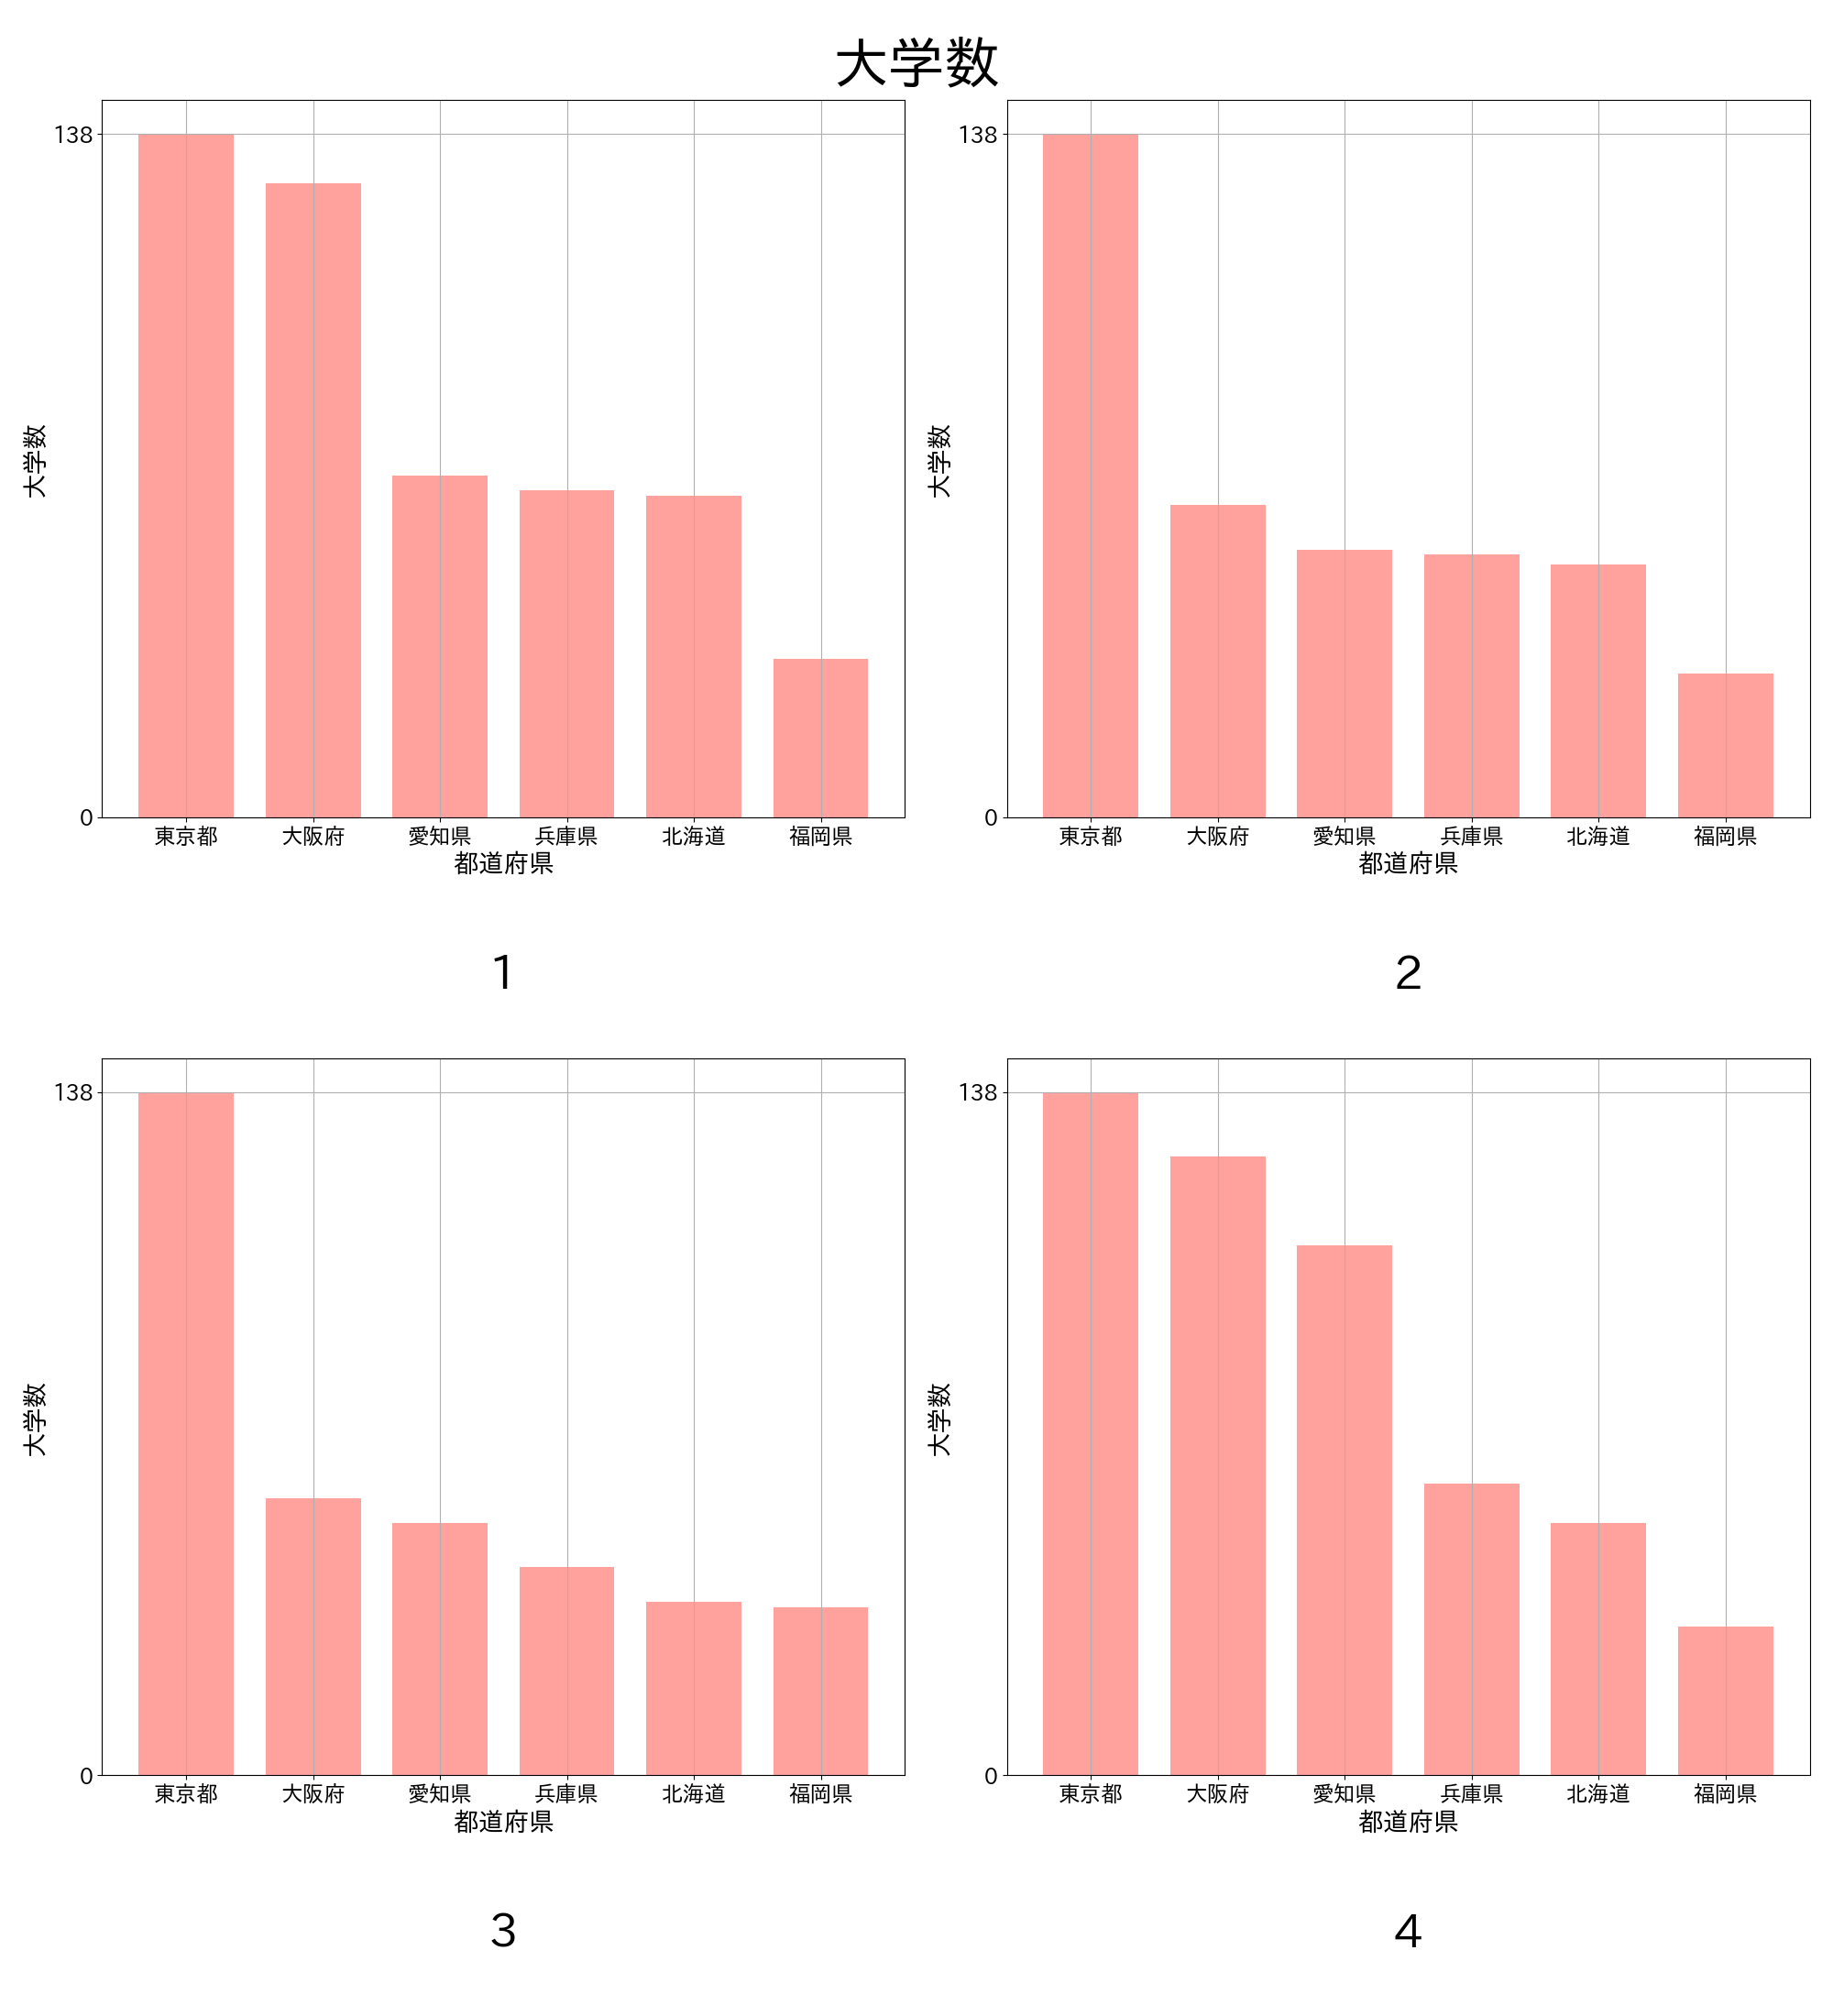 大学数
138
0
大学数
東京都 大阪府 愛知県 兵庫県 北海道 福岡県
都道府県
1
138
0
大学数
東京都 大阪府 愛知県 兵庫県 北海道 福岡県
都道府県
2
138
0
大学数
東京都 大阪府 愛知県 兵庫県 北海道 福岡県
都道府県
3
138
0
大学数
東京都 大阪府 愛知県 兵庫県 北海道 福岡県
都道府県
4